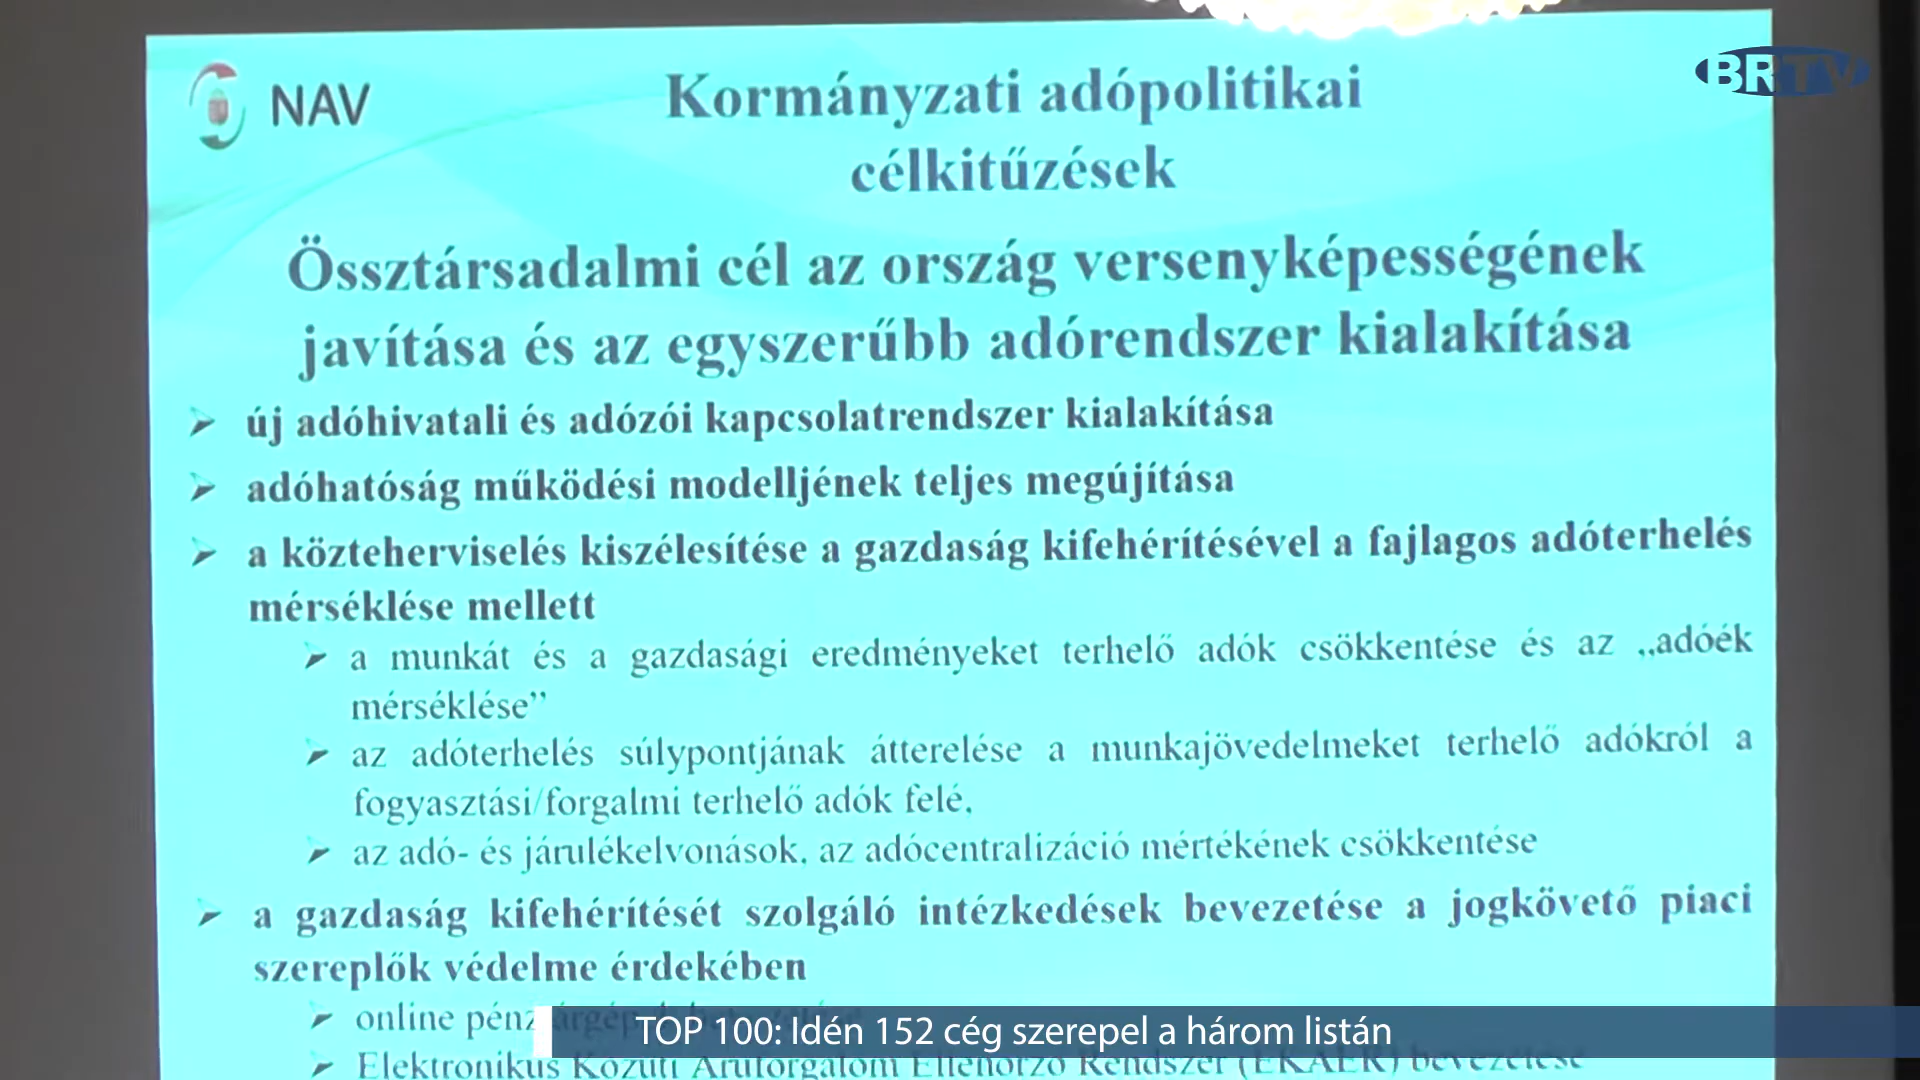 NAV
BRTV
Kormányzati adópolitikai
célkitűzések
Össztársadalmi cél az ország versenyképességének
javítása és az egyszerűbb adórendszer kialakítása
➢ új adóhivatali és adózói kapcsolatrendszer kialakítása
➢ adóhatóság működési modelljének teljes megújítása
➢ a közteherviselés kiszélesítése a gazdaság kifehérítésével a fajlagos adóterhelés
mérséklése mellett
➢ a munkát és a gazdasági eredményeket terhelő adók csökkentése és az „adóék
mérséklése”
➢ az adóterhelés súlypontjának átterelése a munkajövedelmeket terhelő adókról a
fogyasztási/forgalmi terhelő adók felé,
➢ az adó- és járulékelvonások, az adócentralizáció mértékének csökkentése
➢ a gazdaság kifehérítését szolgáló intézkedések bevezetése a jogkövető piaci
szereplők védelme érdekében
➢ online
TOP 100: Idén 152 cég szerepel a három listán
➢ Elektronikus Közúti Áruforgalom Ellenőrző Rendszer (EKAER) bevezetése